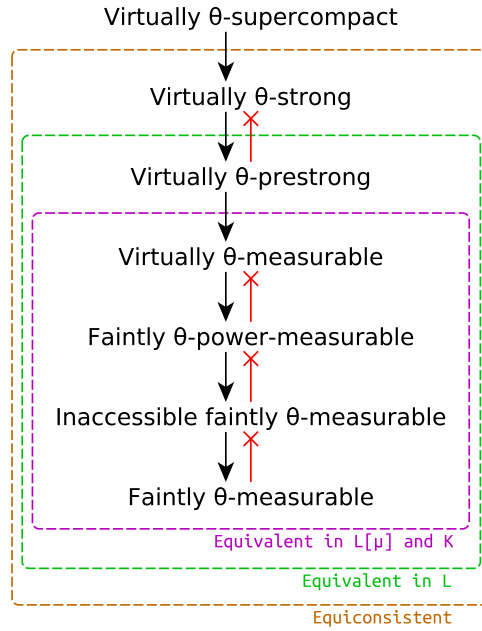 Virtually θ-supercompact
Virtually θ-strong
Virtually θ-prestrong
Virtually θ-measurable
Faintly θ-power-measurable
Inaccessible faintly θ-measurable
Faintly θ-measurable
Equivalent in L[μ] and K
Equivalent in L
Equiconsistent